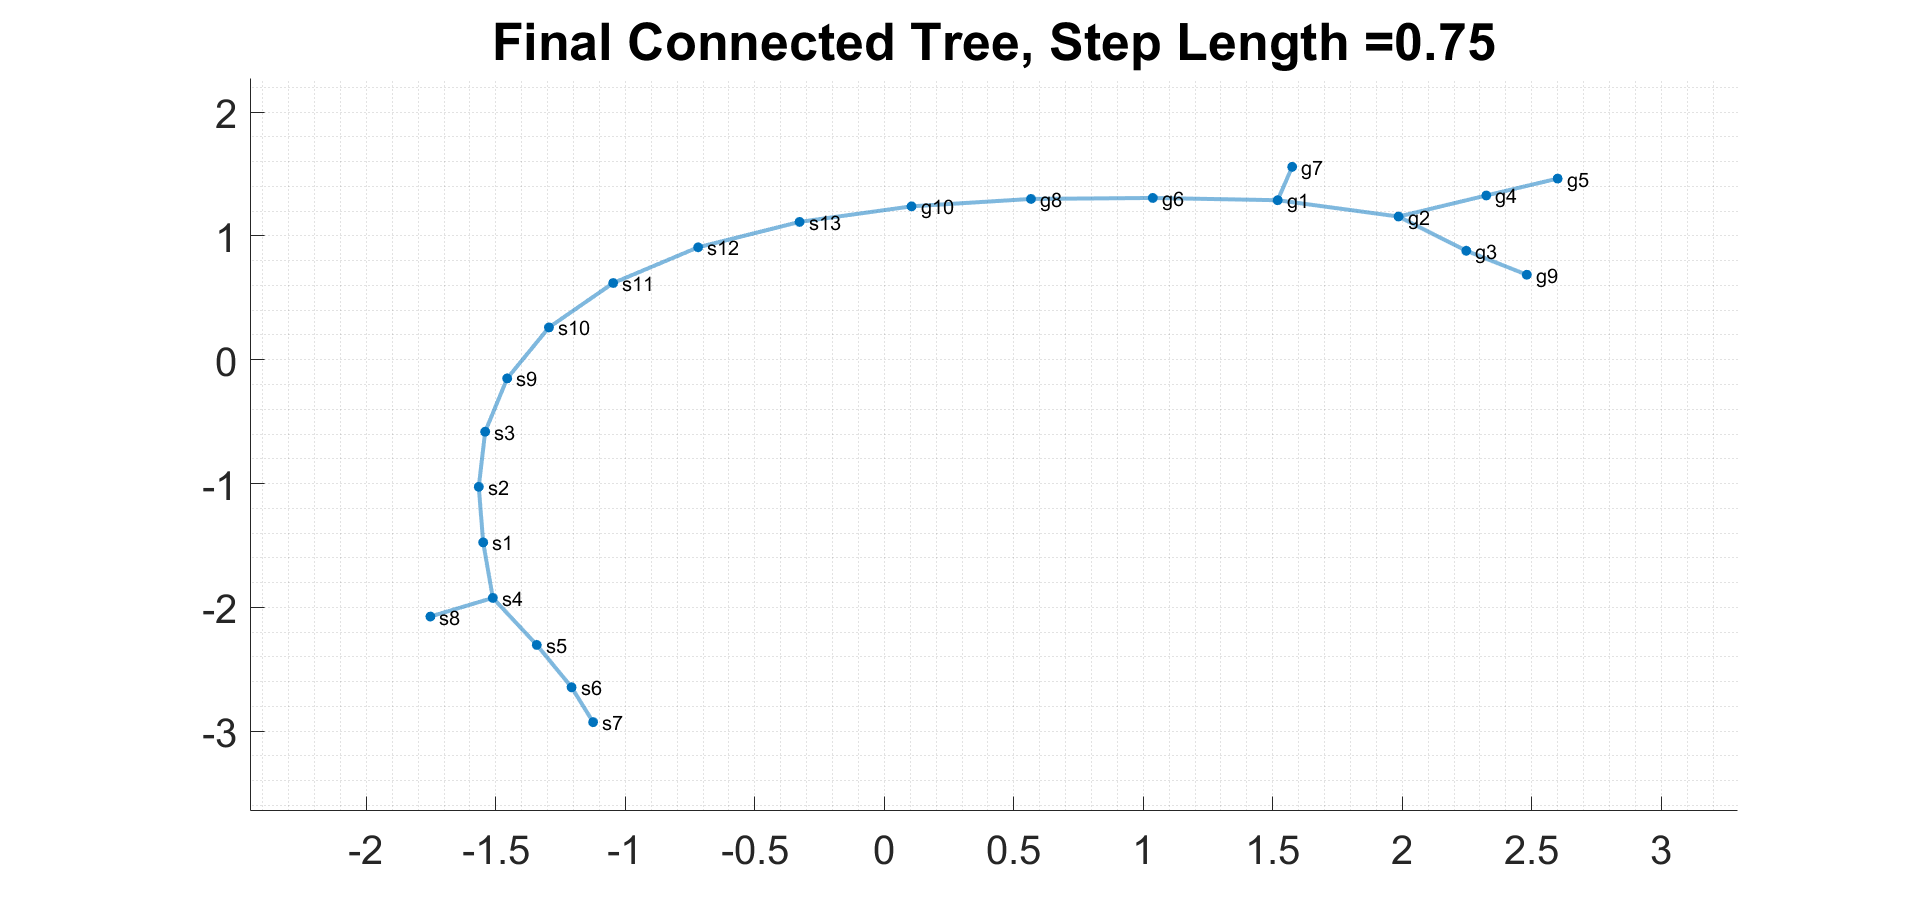 Final Connected Tree, Step Length =0.75
2
g7
g5
g4
g1
g6
g8
g10
g2
s13
1
s12
g3
g9
s11
s10
0
s9
s3
-1
s2
s1
-2
s4
s8
s5
s6
s7
-3
-2 -1.5 -1 -0.5 0 0.5 1 1.5 2 2.5 3